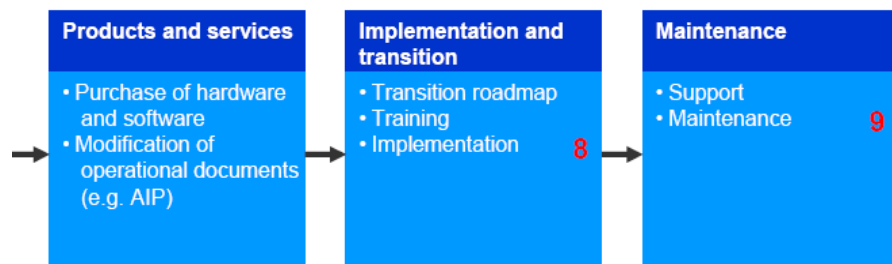 Products and services
• Purchase of hardware
and software
• Modification of
operational documents
(e.g. AIP)
Implementation and
transition
• Transition roadmap
• Training
• Implementation
8
Maintenance
• Support
• Maintenance
9